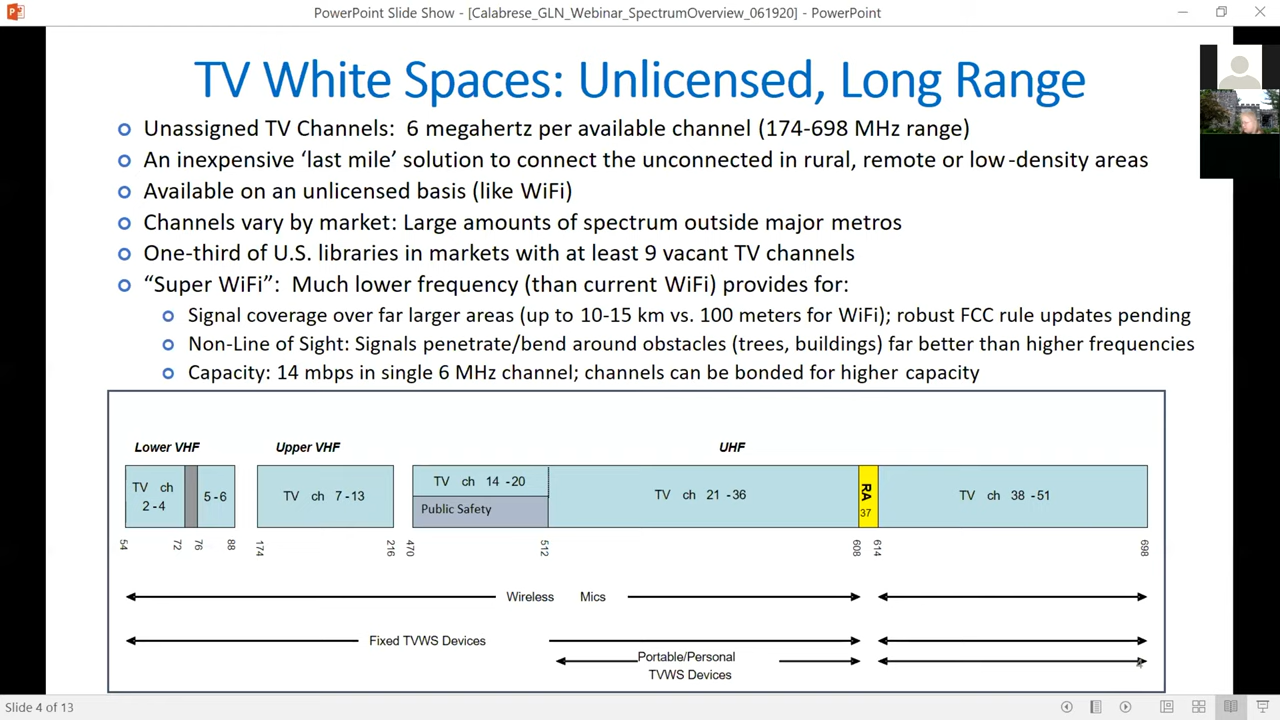 PowerPoint Slide Show - [Calabrese_GLN_Webinar_SpectrumOverview_061920] - PowerPoint
TV White Spaces: Unlicensed, Long Range
Unassigned TV Channels: 6 megahertz per available channel (174-698 MHz range)
An inexpensive ‘last mile’ solution to connect the unconnected in rural, remote or low-density areas
Available on an unlicensed basis (like WiFi)
Channels vary by market: Large amounts of spectrum outside major metros
One-third of U.S. libraries in markets with at least 9 vacant TV channels
“Super WiFi”: Much lower frequency (than current WiFi) provides for:
Signal coverage over far larger areas (up to 10-15 km vs. 100 meters for WiFi); robust FCC rule updates pending
Non-Line of Sight: Signals penetrate/bend around obstacles (trees, buildings) far better than higher frequencies
Capacity: 14 mbps in single 6 MHz channel; channels can be bonded for higher capacity
Lower VHF Upper VHF UHF
TV ch 2-4
5-6
TV ch 7-13
TV ch 14-20
Public Safety
TV ch 21-36
RA 37
TV ch 38-51
54 72 76 88 174 216 470 512 608 614 698
Wireless Mics
Fixed TVWS Devices
Portable/Personal
TVWS Devices
Slide 4 of 13